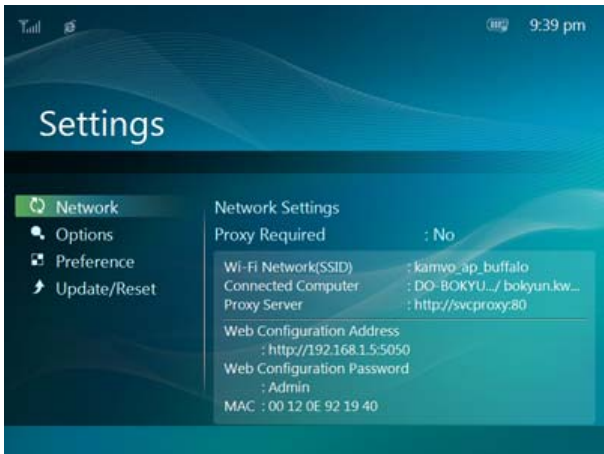 9:39 pm
Settings
Network
Options
Preference
Update/Reset
Network Settings
Proxy Required : No
Wi-Fi Network(SSID) : kamvo_ap_buffalo
Connected Computer : DO-BOKYU.../ bokyun.kw...
Proxy Server : http://svcproxy:80
Web Configuration Address
: http://192.168.1.5:5050
Web Configuration Password
: Admin
MAC : 00 12 0E 92 19 40